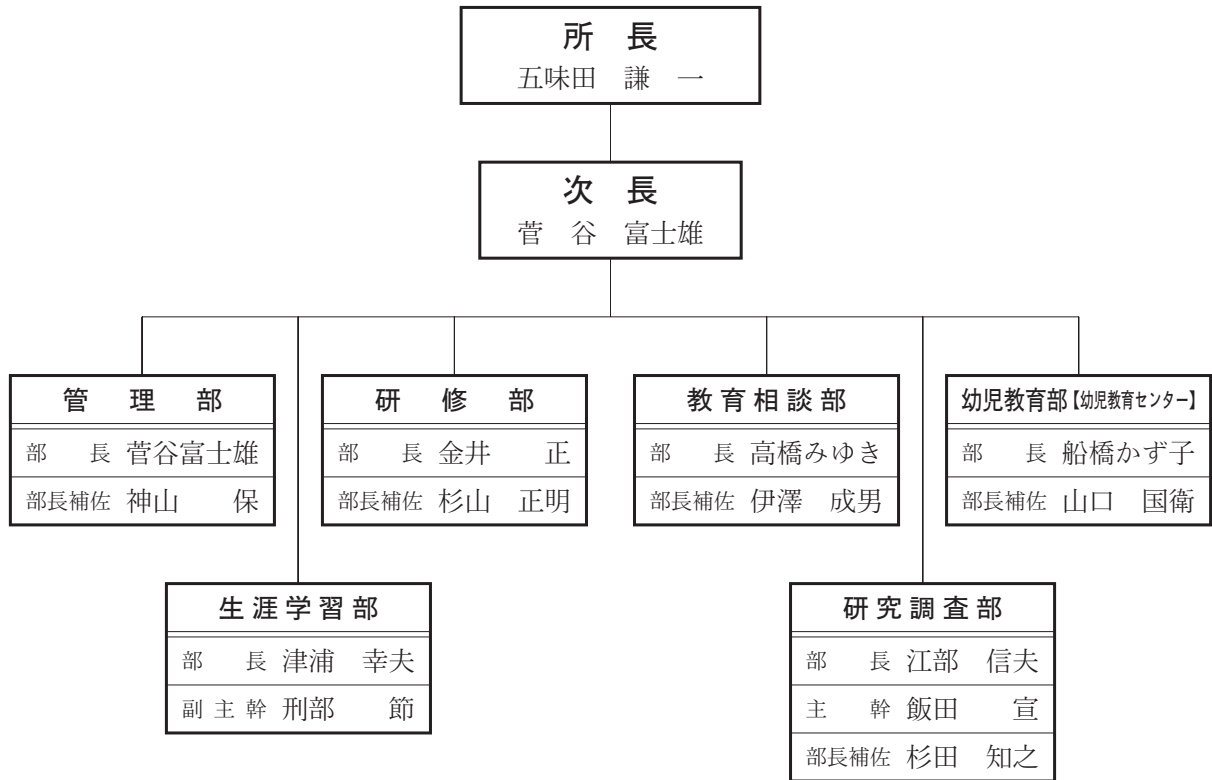 所　長
五味田　謙　一
次　長
菅　谷　富士雄
管　理　部
部　長 菅谷富士雄
部長補佐 神山　保
研　修　部
部　長 金井　正
部長補佐 杉山　正明
教育相談部
部　長 高橋みゆき
部長補佐 伊澤　成男
幼児教育部【幼児教育センター】
部　長 船橋かず子
部長補佐 山口　国衛
生涯学習部
部　長 津浦　幸夫
副主幹 刑部　節
研究調査部
部　長 江部　信夫
主　幹 飯田　宣
部長補佐 杉田　知之